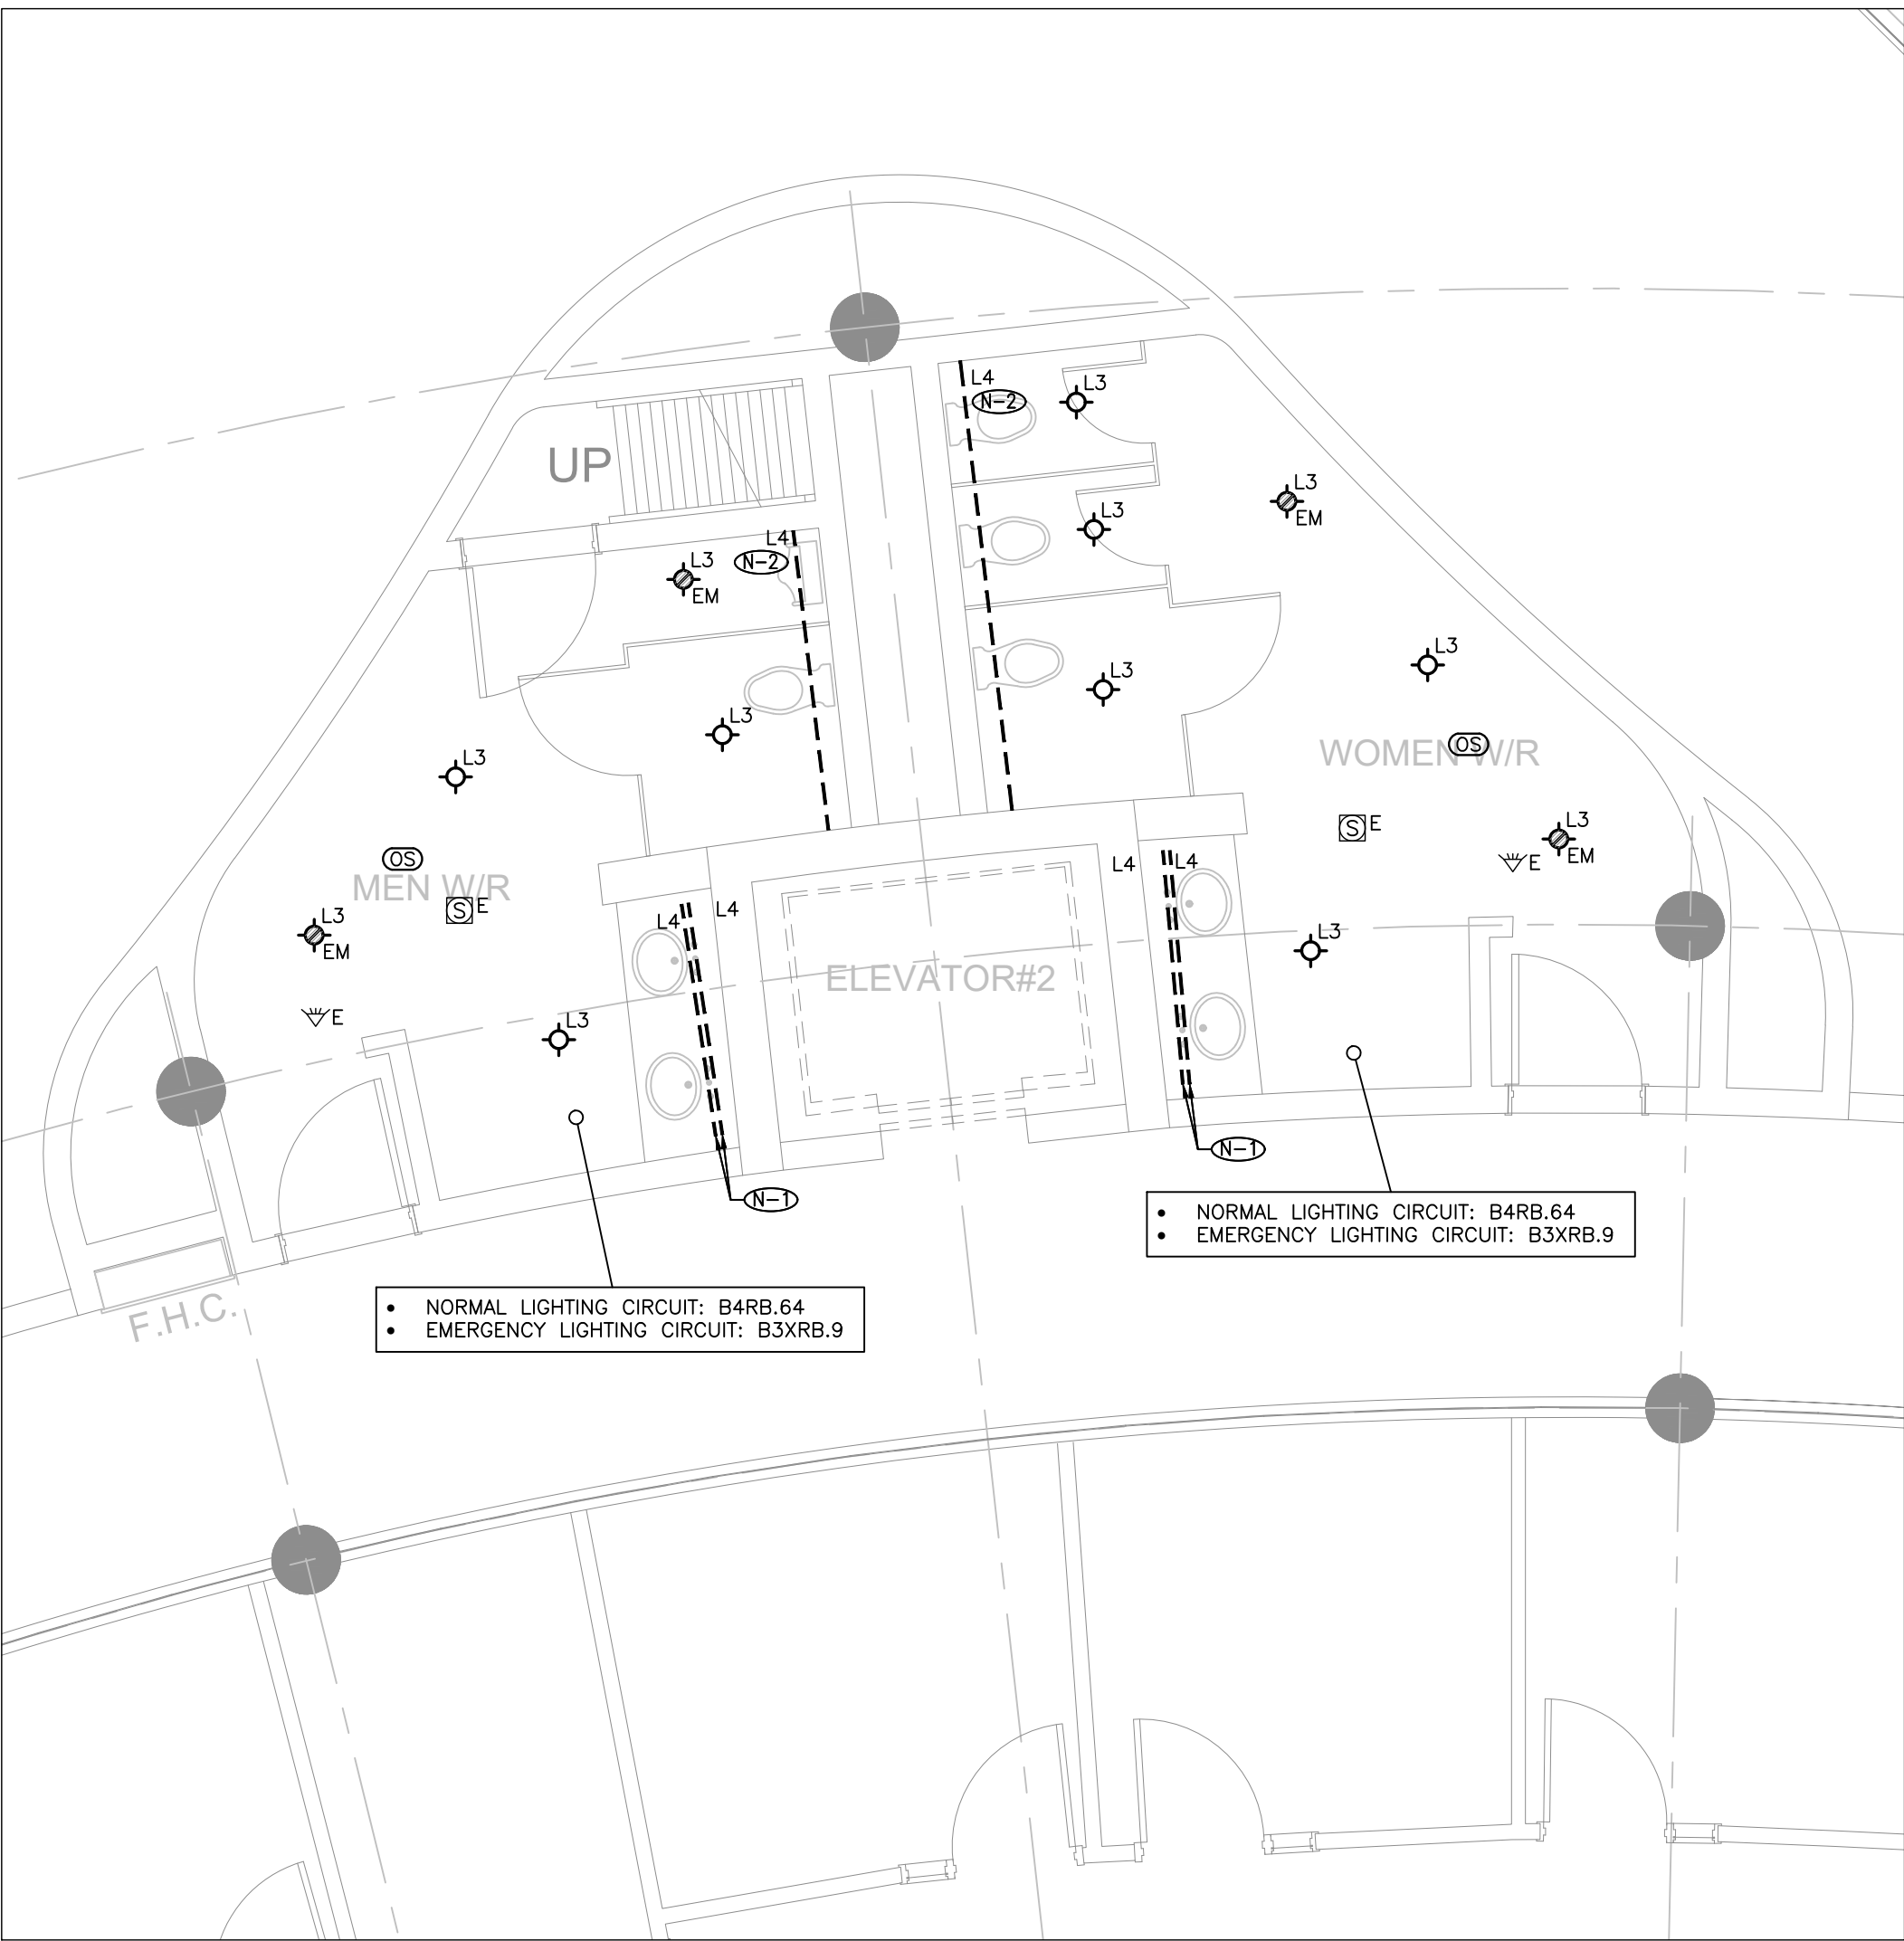 L4
N-2
L3
UP
L3
EM
L3
L4
N-2
L3
EM
L3
L3
L3
L3
WOMEN W/R
OS
S E
L3
EM
E
MEN W/R
OS
S E
L3
EM
E
L4
L4
L4
L4
L3
L3
ELEVATOR#2
N-1
N-1
• NORMAL LIGHTING CIRCUIT: B4RB.64
• EMERGENCY LIGHTING CIRCUIT: B3XRB.9
• NORMAL LIGHTING CIRCUIT: B4RB.64
• EMERGENCY LIGHTING CIRCUIT: B3XRB.9
F.H.C.